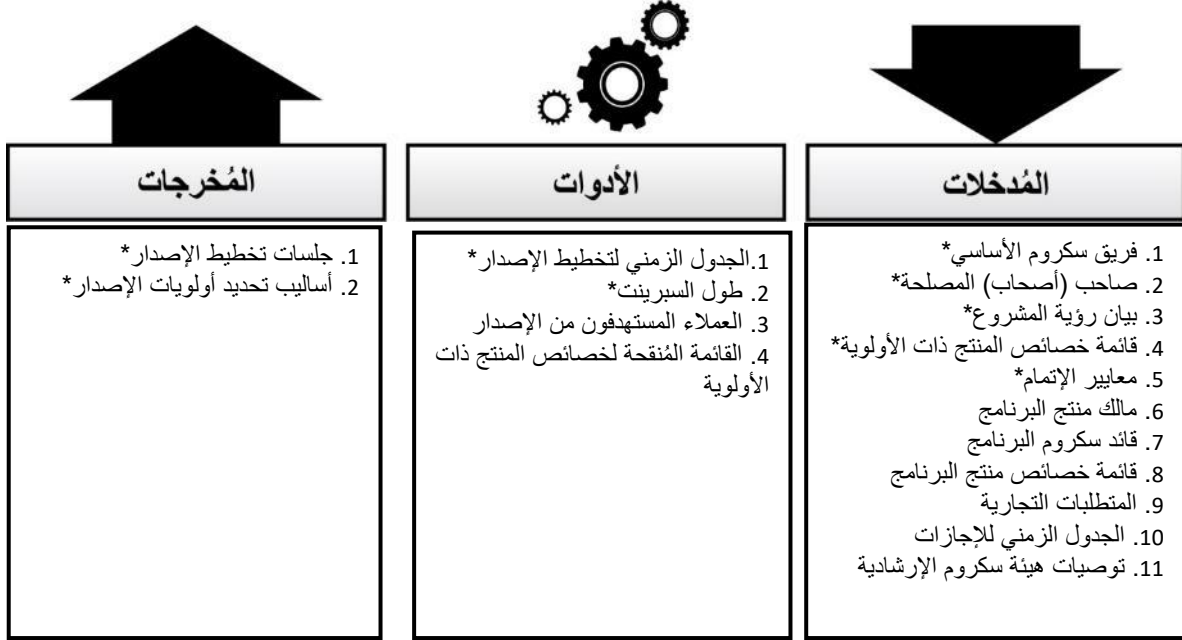 المُدخلات
1. فريق سكروم الأساسي*
2. صاحب (أصحاب) المصلحة*
3. بيان رؤية المشروع*
4. قائمة خصائص المنتج ذات الأولوية*
5. معايير الإتمام*
6. مالك منتج البرنامج
7. قائد سكروم البرنامج
8. قائمة خصائص منتج البرنامج
9. المتطلبات التجارية
10. الجدول الزمني للإجازات
11. توصيات هيئة سكروم الإرشادية
الأدوات
1.الجدول الزمني لتخطيط الإصدار*
2. طول السبرينت*
3. العملاء المستهدفون من الإصدار
4. القائمة المُنقحة لخصائص المنتج ذات
الأولوية
المُخرجات
1. جلسات تخطيط الإصدار*
2. أساليب تحديد أولويات الإصدار*